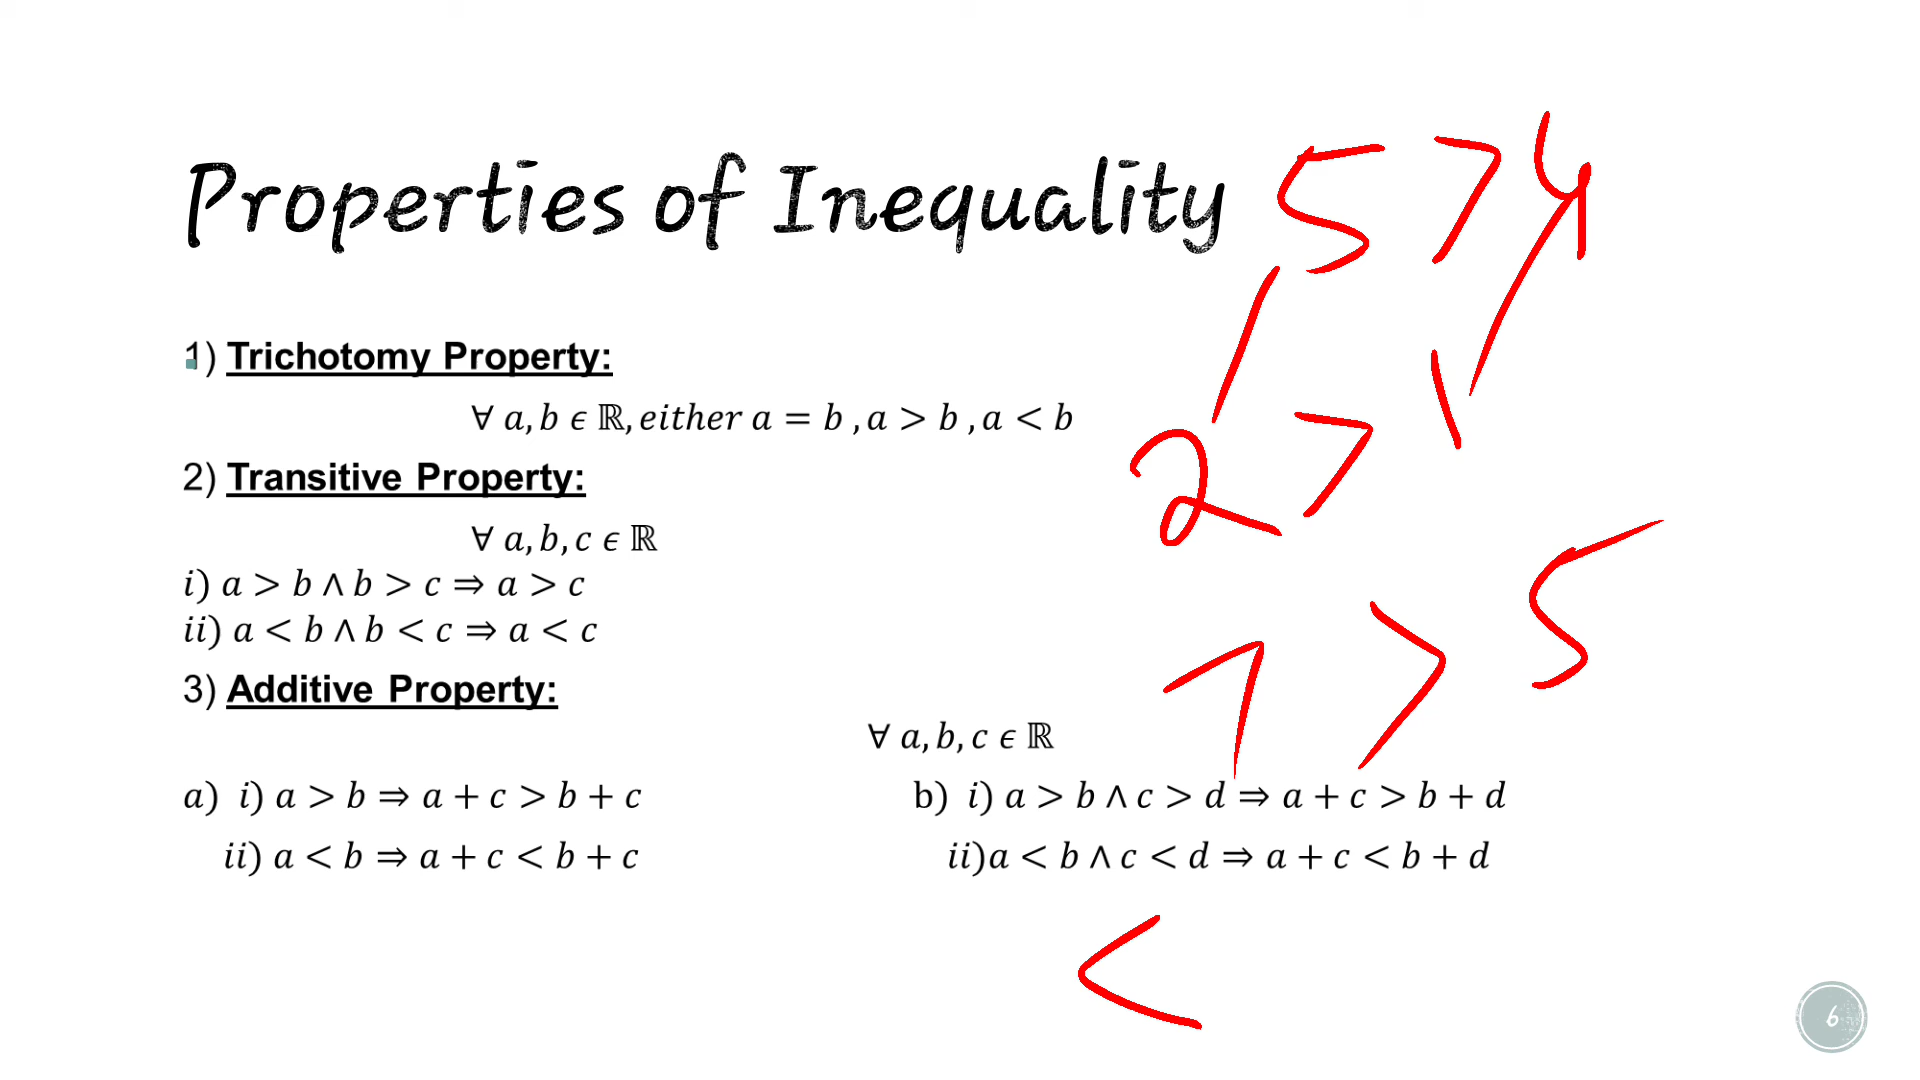 Properties of Inequality
5 > 4
1) Trichotomy Property:
∀ a, b ϵ ℝ, either a = b , a > b , a < b
2 > 1
2) Transitive Property:
∀ a, b, c ϵ ℝ
i) a > b ∧ b > c ⇒ a > c
ii) a < b ∧ b < c ⇒ a < c
7 > 5
3) Additive Property:
∀ a, b, c ϵ ℝ
a) i) a > b ⇒ a + c > b + c
ii) a < b ⇒ a + c < b + c
b) i) a > b ∧ c > d ⇒ a + c > b + d
ii)a < b ∧ c < d ⇒ a + c < b + d
<
6